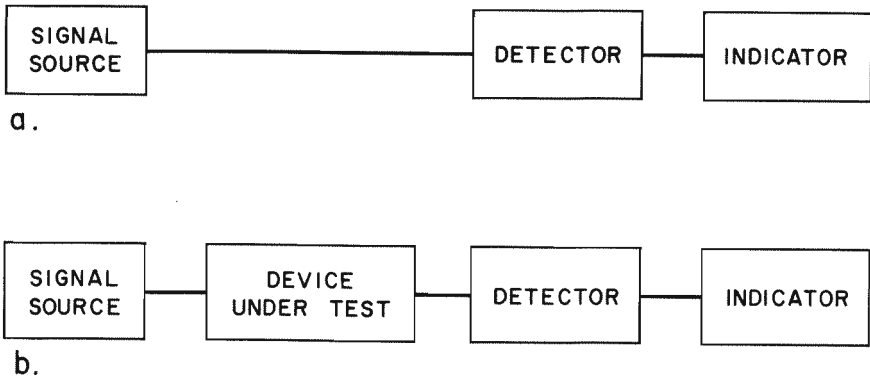 SIGNAL
SOURCE
DETECTOR
INDICATOR
a.
SIGNAL
SOURCE
DEVICE
UNDER TEST
DETECTOR
INDICATOR
b.